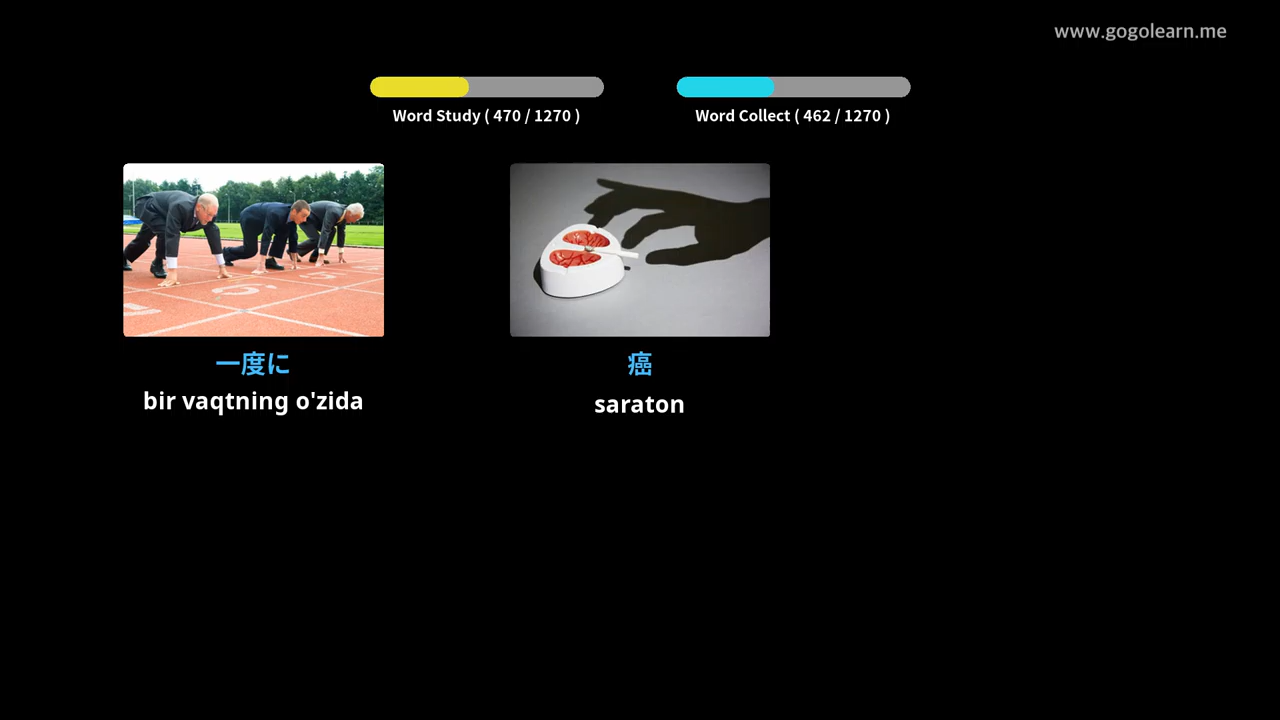 www.gogolearn.me
Word Study ( 470 / 1270 )
Word Collect ( 462 / 1270 )
一度に
bir vaqtning o'zida
癌
saraton